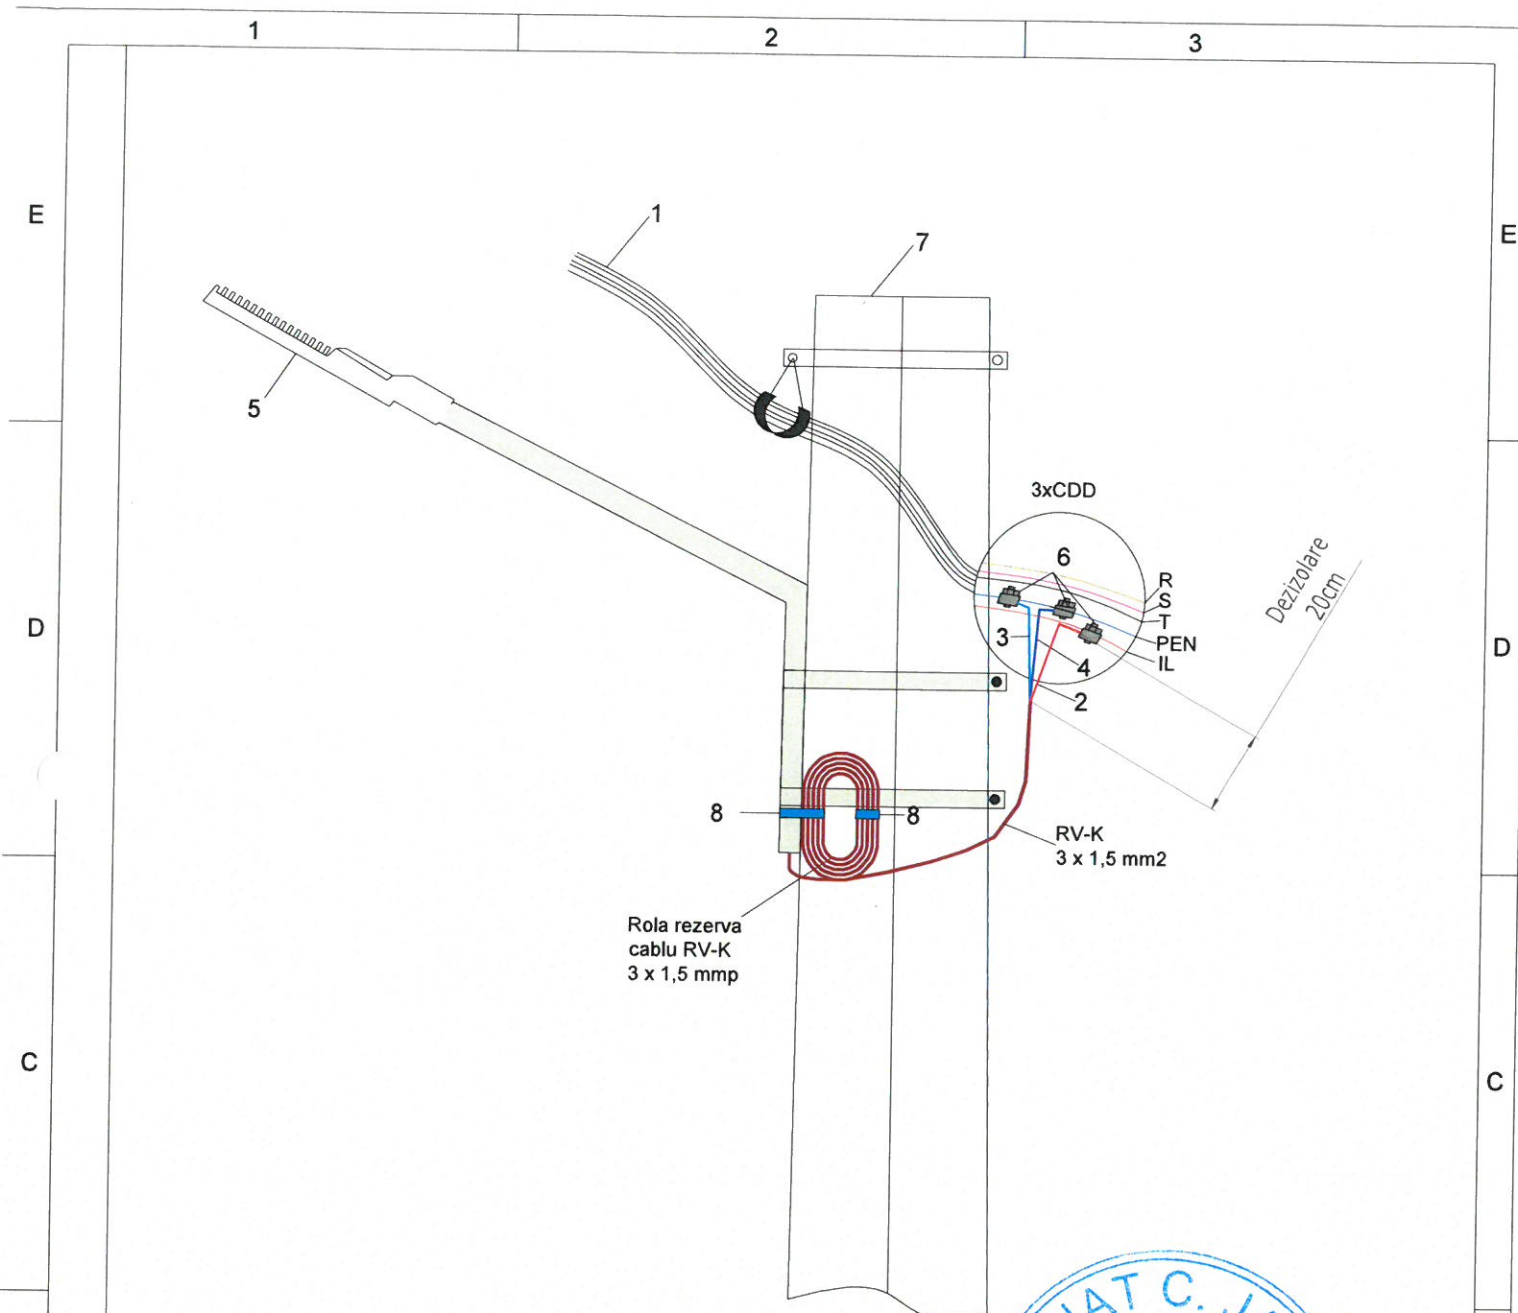 1
2
3
E
E
1
7
5
3xCDD
6
R
S
T
PEN
IL
3
4
2
Dezizolare
20cm
D
D
8
8
RV-K
3 x 1,5 mm2
Rola rezerva
cablu RV-K
3 x 1,5 mmp
C
C
C. J.